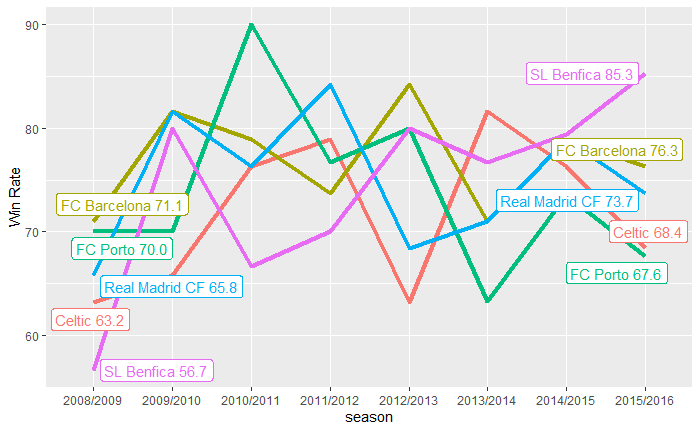 90
80
70
60
Win Rate
SL Benfica 85.3
FC Barcelona 76.3
Real Madrid CF 73.7
Celtic 68.4
FC Porto 67.6
FC Barcelona 71.1
FC Porto 70.0
Real Madrid CF 65.8
Celtic 63.2
SL Benfica 56.7
2008/2009 2009/2010 2010/2011 2011/2012 2012/2013 2013/2014 2014/2015 2015/2016
season